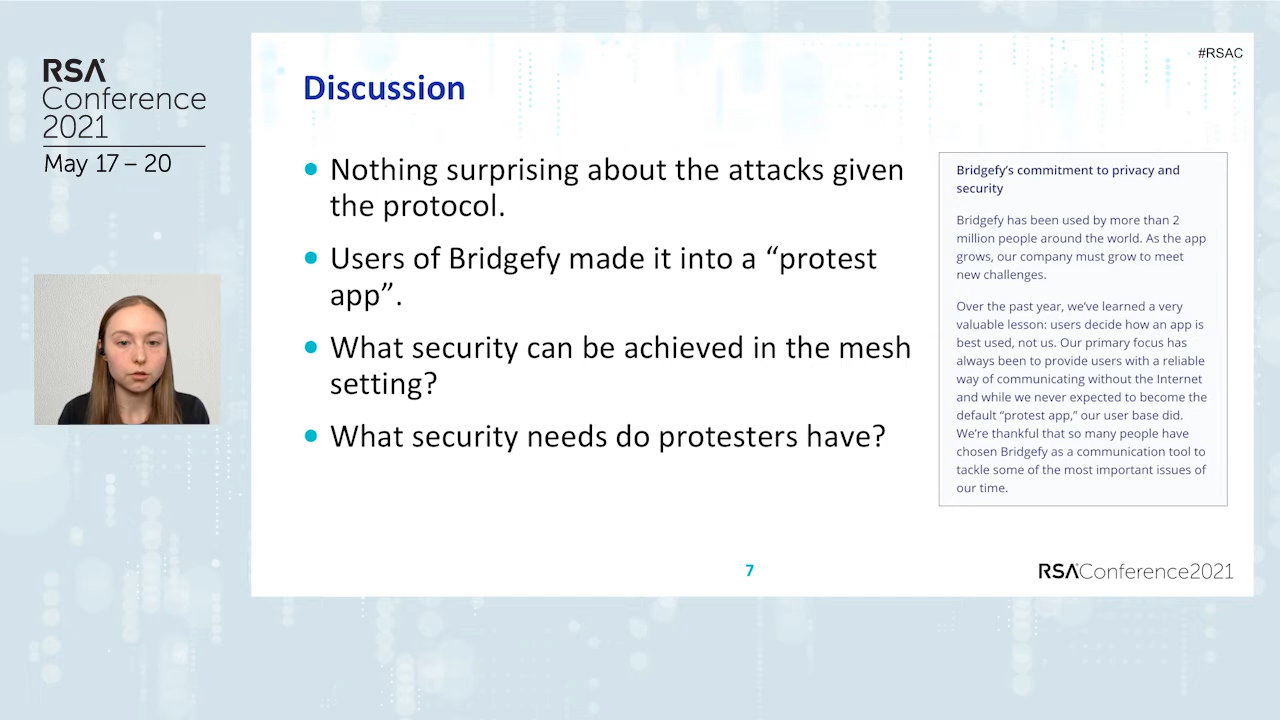 RSA
Conference
2021
May 17 – 20
#RSAC
Discussion
• Nothing surprising about the attacks given
the protocol.
• Users of Bridgefy made it into a “protest
app”.
• What security can be achieved in the mesh
setting?
• What security needs do protesters have?
Bridgefy’s commitment to privacy and
security
Bridgefy has been used by more than 2
million people around the world. As the app
grows, our company must grow to meet
new challenges.
Over the past year, we’ve learned a very
valuable lesson: users decide how an app is
best used, not us. Our primary focus has
always been to provide users with a reliable
way of communicating without the Internet
and while we never expected to become the
default “protest app,” our user base did.
We’re thankful that so many people have
chosen Bridgefy as a communication tool to
tackle some of the most important issues of
our time.
7
RSAConference2021